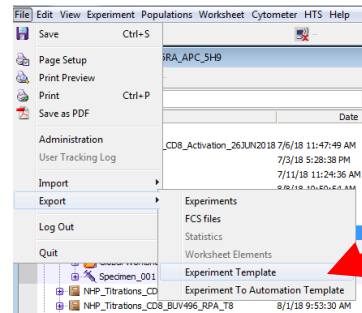 File Edit View Experiment Populations Worksheet Cytometer HTS Help
Save Ctrl+S
Page Setup
5RA_APC_5H9
Print Preview
Print Ctrl+P
Save as PDF
Date
Administration
_CD8_Activation_26JUN2018 7/6/18 11:47:49 AM
User Tracking Log
7/3/18 5:28:38 PM
7/11/18 11:24:36 AM
Import
Export
Experiments
FCS files
Log Out
Statistics
Worksheet Elements
Quit
Specimen_001
Experiment Template
NHP_Titrations_CD
Experiment To Automation Template
NHP_Titrations_CD8_BUV496_RPA_T8 8/1/18 9:53:30 AM